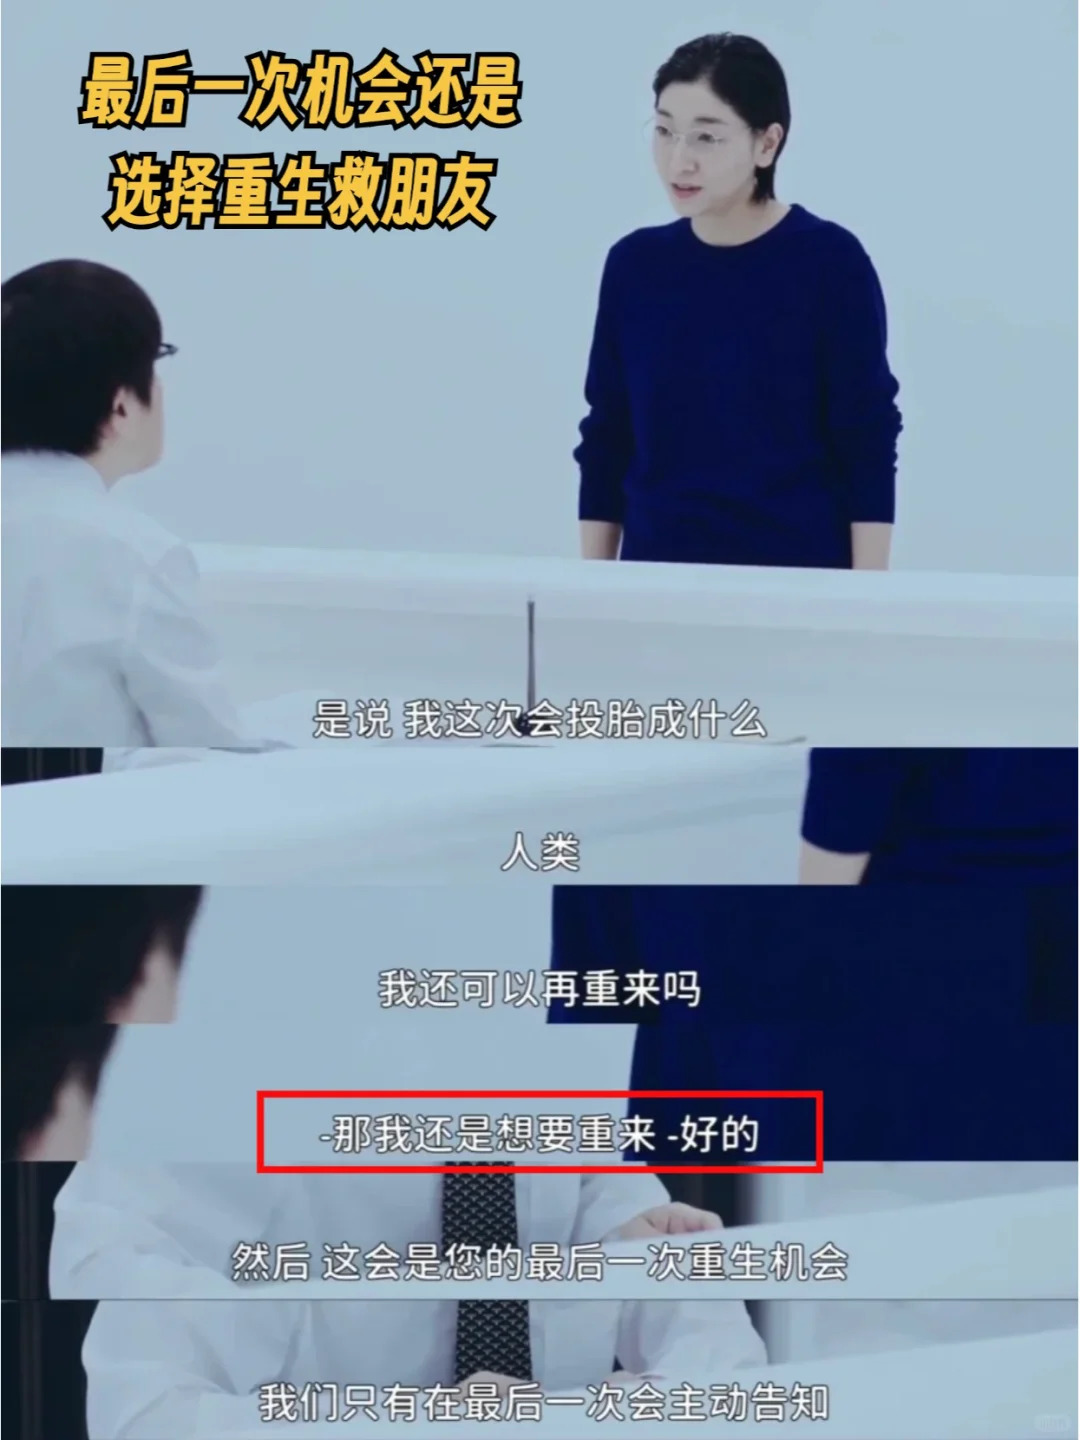 最后一次机会还是
选择重生救朋友
是说 我这次会投胎成什么
人类
我还可以再重来吗
-那我还是想要重来 -好的
然后 这会是您的最后一次重生机会
我们只有在最后一次会主动告知